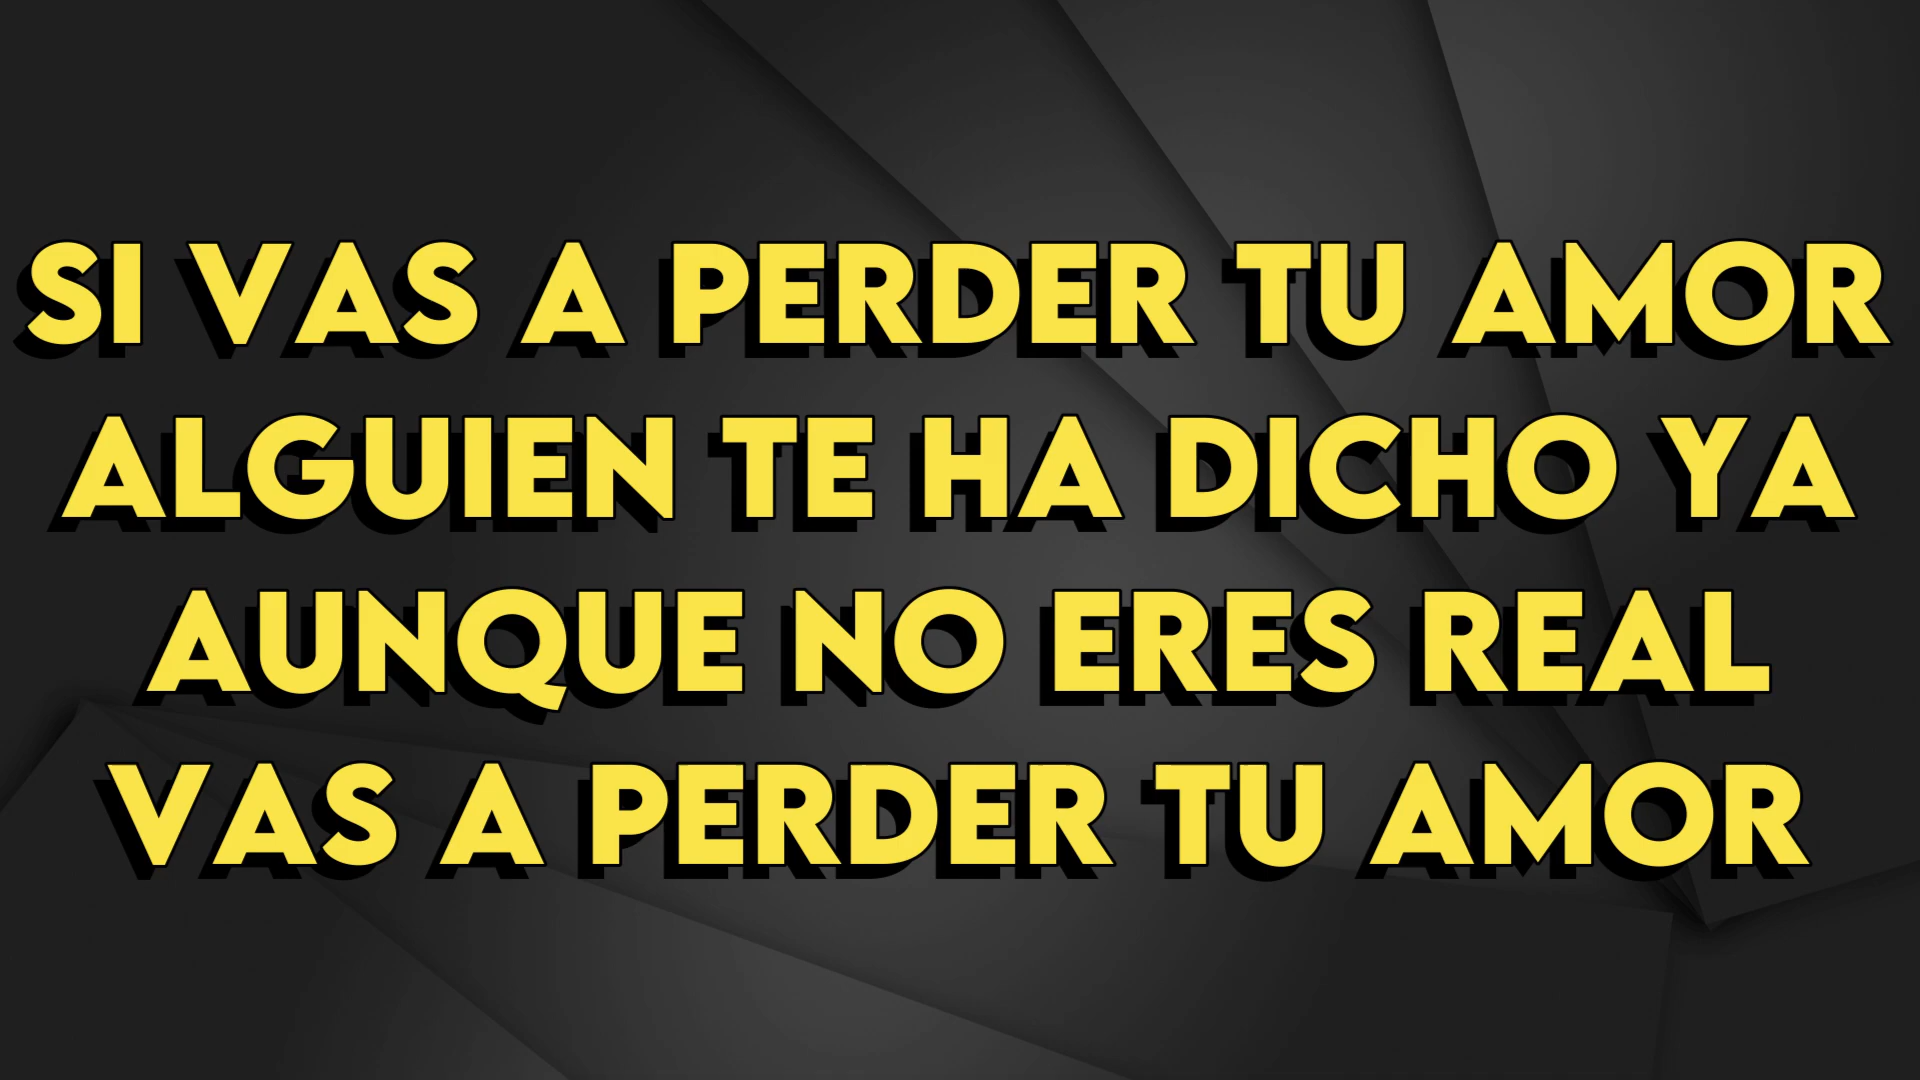 SI VAS A PERDER TU AMOR
ALGUIEN TE HA DICHO YA
AUNQUE NO ERES REAL
VAS A PERDER TU AMOR